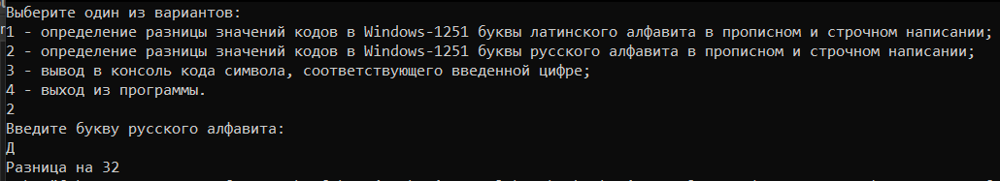 Выберите один из вариантов:
1 - определение разницы значений кодов в Windows-1251 буквы латинского алфавита в прописном и строчном написании;
2 - определение разницы значений кодов в Windows-1251 буквы русского алфавита в прописном и строчном написании;
3 - вывод в консоль кода символа, соответствующего введенной цифре;
4 - выход из программы.
2
Введите букву русского алфавита:
Д
Разница на 32